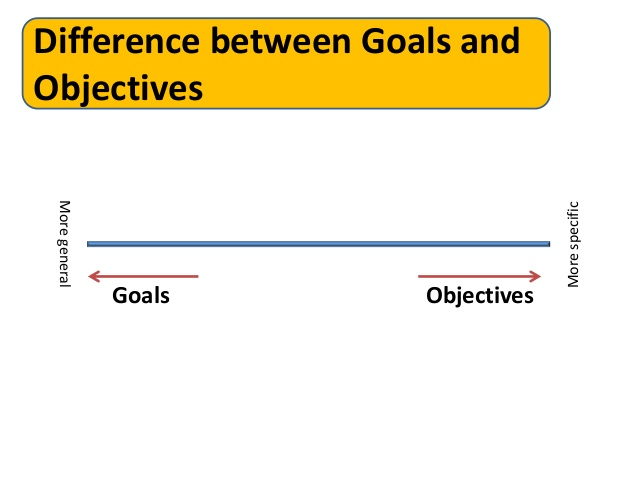 Difference between Goals and
Objectives
More general
More specific
Goals
Objectives